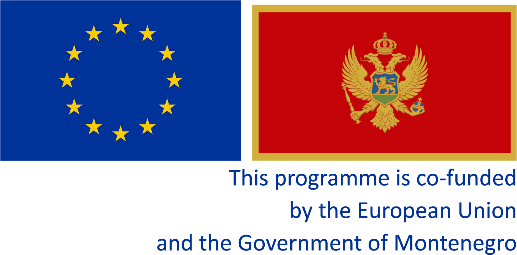 This programme is co-funded
by the European Union
and the Government of Montenegro